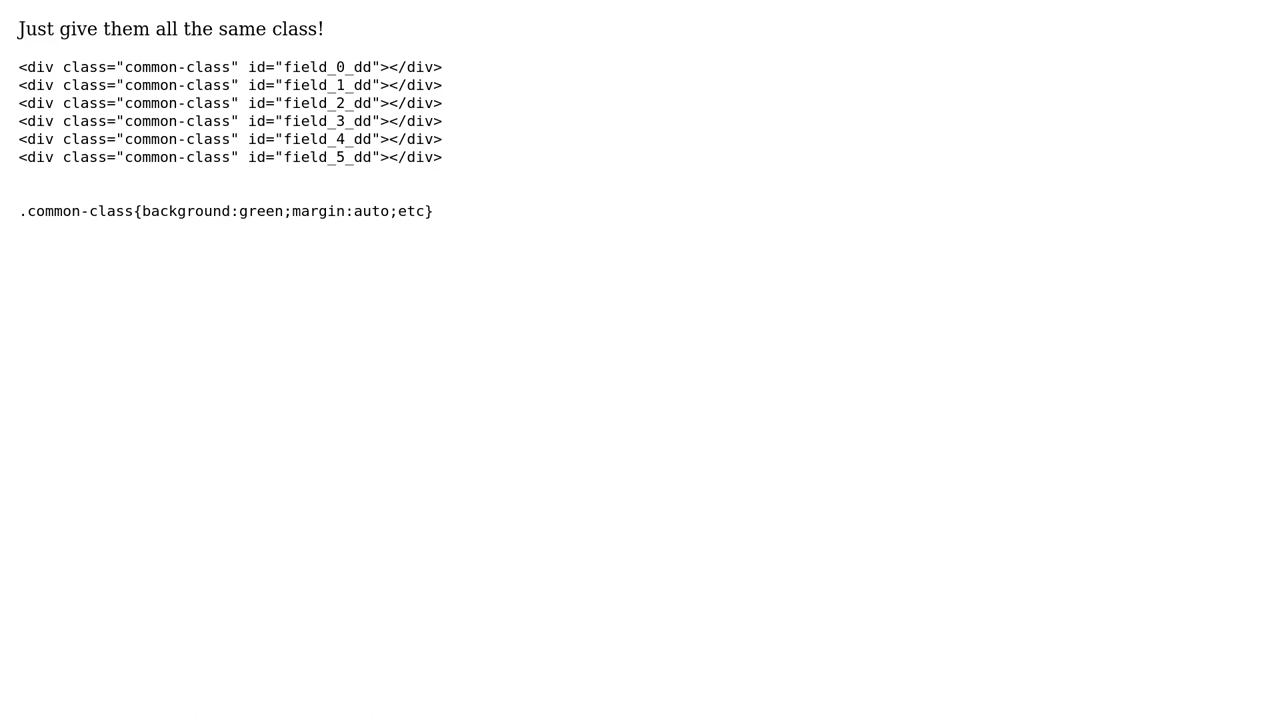 Just give them all the same class!
<div class="common-class" id="field_0_dd"></div>
<div class="common-class" id="field_1_dd"></div>
<div class="common-class" id="field_2_dd"></div>
<div class="common-class" id="field_3_dd"></div>
<div class="common-class" id="field_4_dd"></div>
<div class="common-class" id="field_5_dd"></div>
.common-class{background:green;margin:auto;etc}